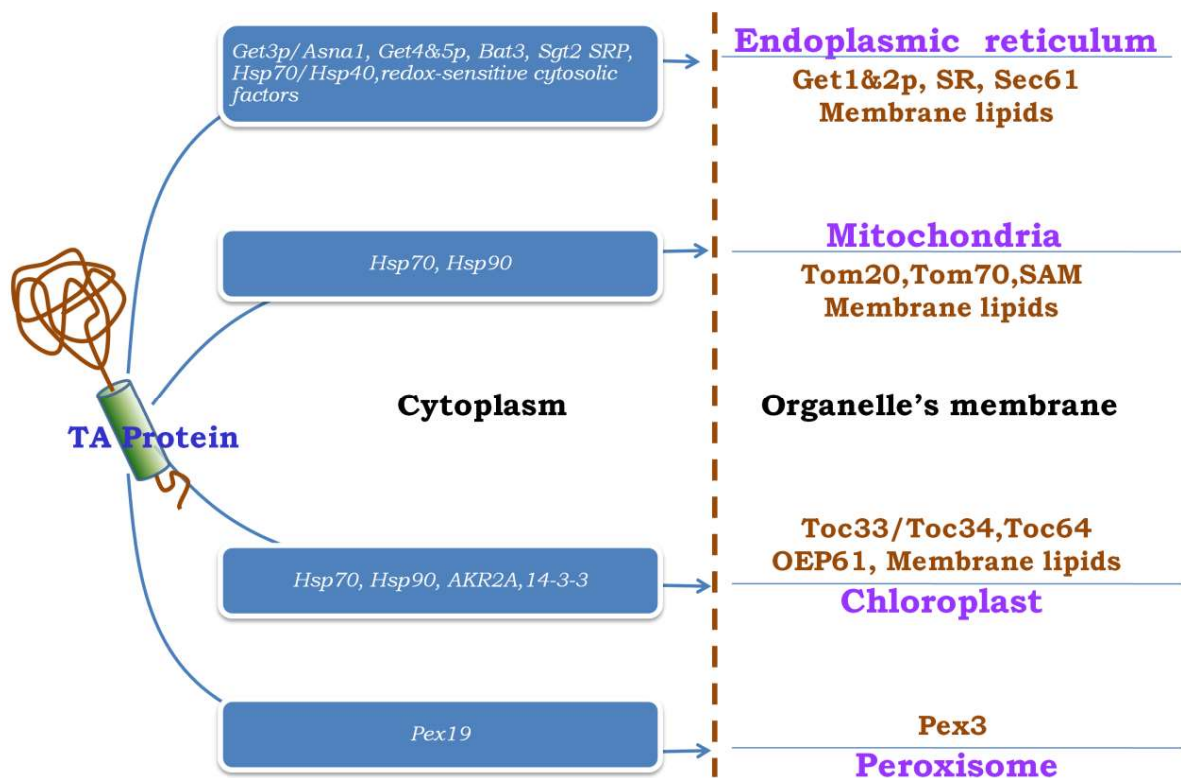 Get3p/Asna1, Get4&5p, Bat3, Sgt2 SRP,
Hsp70/Hsp40,redox-sensitive cytosolic
factors
Endoplasmic reticulum
Get1&2p, SR, Sec61
Membrane lipids
Hsp70, Hsp90
Mitochondria
Tom20,Tom70,SAM
Membrane lipids
TA Protein
Cytoplasm
Organelle's membrane
Hsp70, Hsp90, AKR2A,14-3-3
Toc33/Toc34,Toc64
OEP61, Membrane lipids
Chloroplast
Pex19
Pex3
Peroxisome